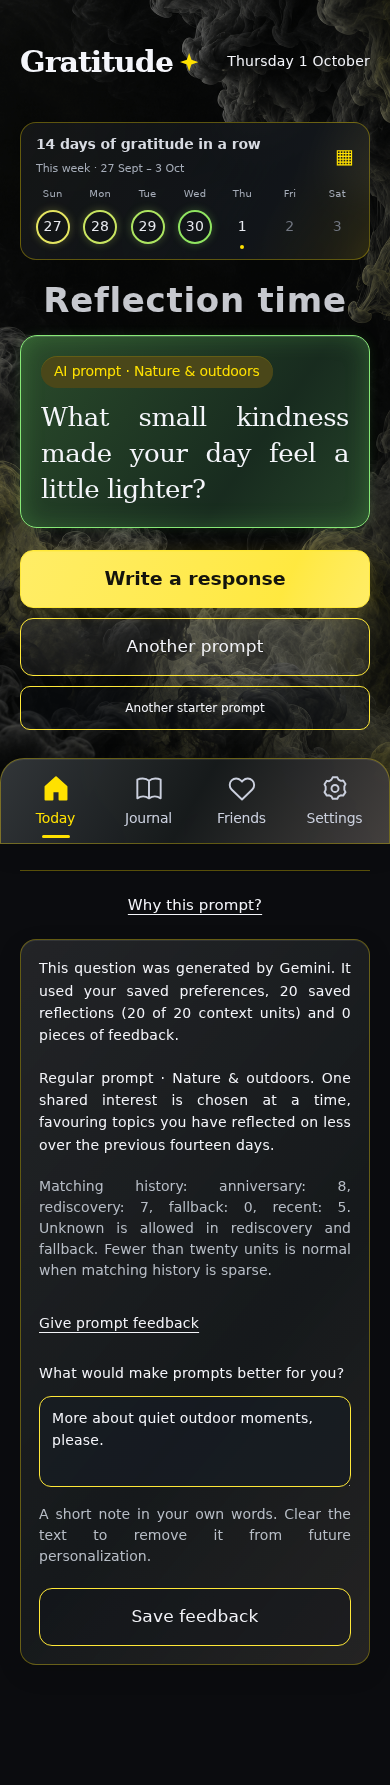 Gratitude
Thursday 1 October
14 days of gratitude in a row
This week · 27 Sept – 3 Oct
Sun Mon Tue Wed Thu Fri Sat
27 28 29 30 1 2 3
Reflection time
AI prompt · Nature & outdoors
What small kindness
made your day feel a
little lighter?
Write a response
Another prompt
Another starter prompt
Today Journal Friends Settings
Why this prompt?
This question was generated by Gemini. It
used your saved preferences, 20 saved
reflections (20 of 20 context units) and 0
pieces of feedback.
Regular prompt · Nature & outdoors. One
shared interest is chosen at a time,
favouring topics you have reflected on less
over the previous fourteen days.
Matching history: anniversary: 8,
rediscovery: 7, fallback: 0, recent: 5.
Unknown is allowed in rediscovery and
fallback. Fewer than twenty units is normal
when matching history is sparse.
Give prompt feedback
What would make prompts better for you?
More about quiet outdoor moments,
please.
A short note in your own words. Clear the
text to remove it from future
personalization.
Save feedback